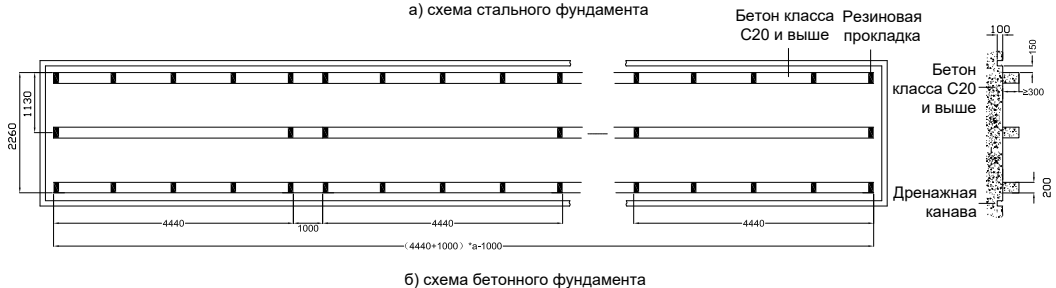 а) схема стального фундамента
Бетон класса
С20 и выше
Резиновая
прокладка
100
150
Бетон
класса С20
и выше
≥300
1130
2260
200
Дренажная
канава
4440
1000
4440
4440
(4440+1000) *a-1000
б) схема бетонного фундамента